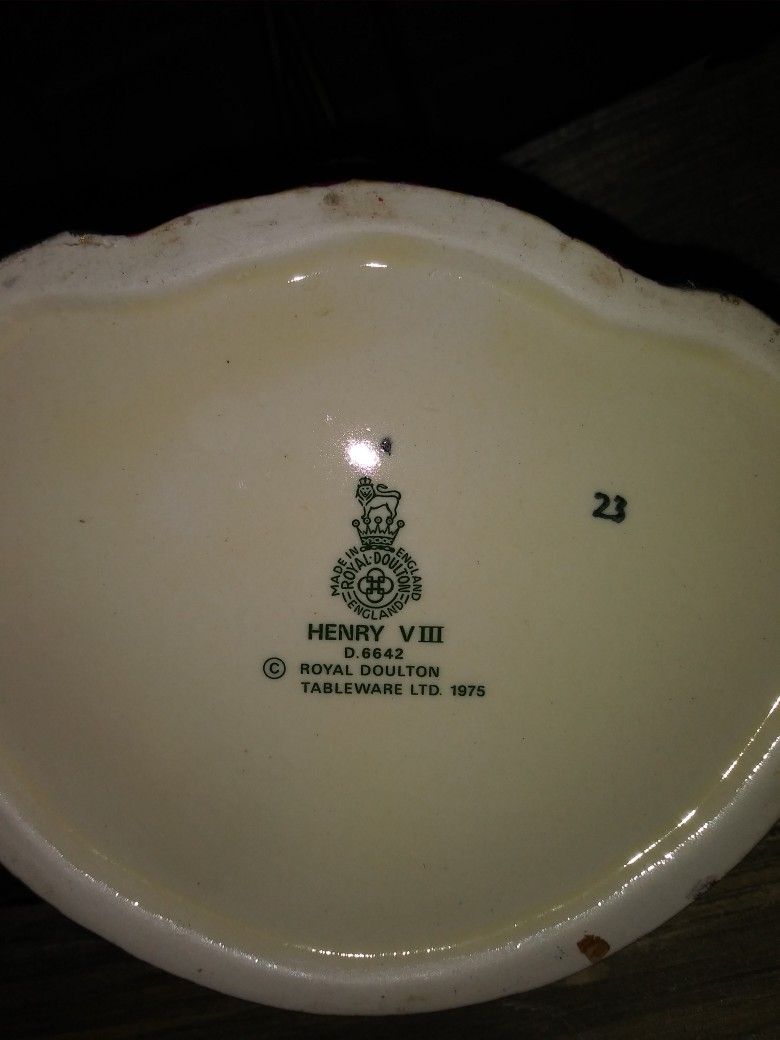 MADE IN ENGLAND
ROYAL·DOULTON
ENGLAND
HENRY VIII
D.6642
© ROYAL DOULTON
TABLEWARE LTD. 1975
23